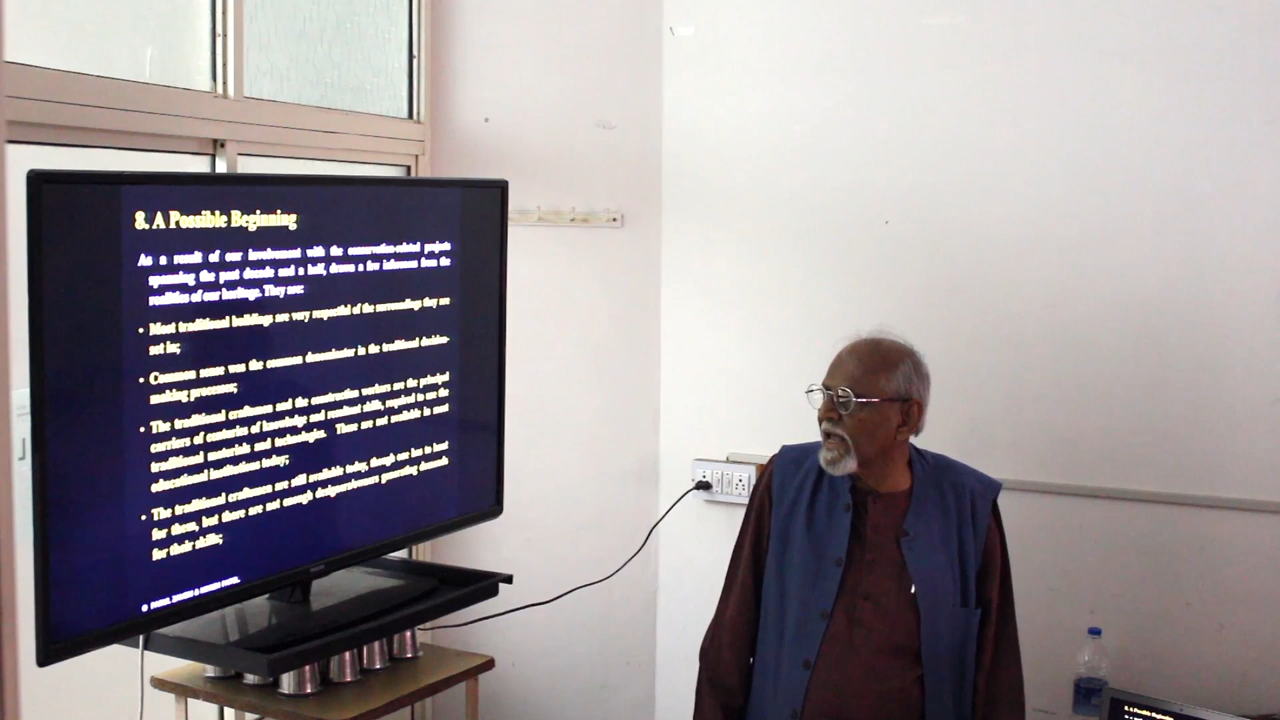 8. A Possible Beginning
As a result of our involvement with the conservation-related projects
spanning the past decade and a half, drawn a few inferences from the
realities of our heritage. They are:
• Most traditional buildings are very respectful of the surroundings they are
set in;
• Common sense was the common denominator in the traditional decision-
making processes;
• The traditional craftsmen and the construction workers are the principal
carriers of centuries of knowledge and resultant skills, required to use the
traditional materials and technologies. These are not available in most
educational institutions today;
• The traditional craftsmen are still available today, though one has to hunt
for them, but there are not enough designers/owners generating demands
for their skills;
8. A Possible Beginning